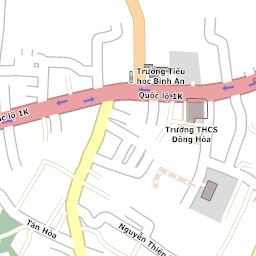 Trường Tiểu
học Bình An
Quốc lộ 1K
Quốc lộ 1K
Trường THCS
Đông Hòa
Tân Hòa
Nguyễn Thiện